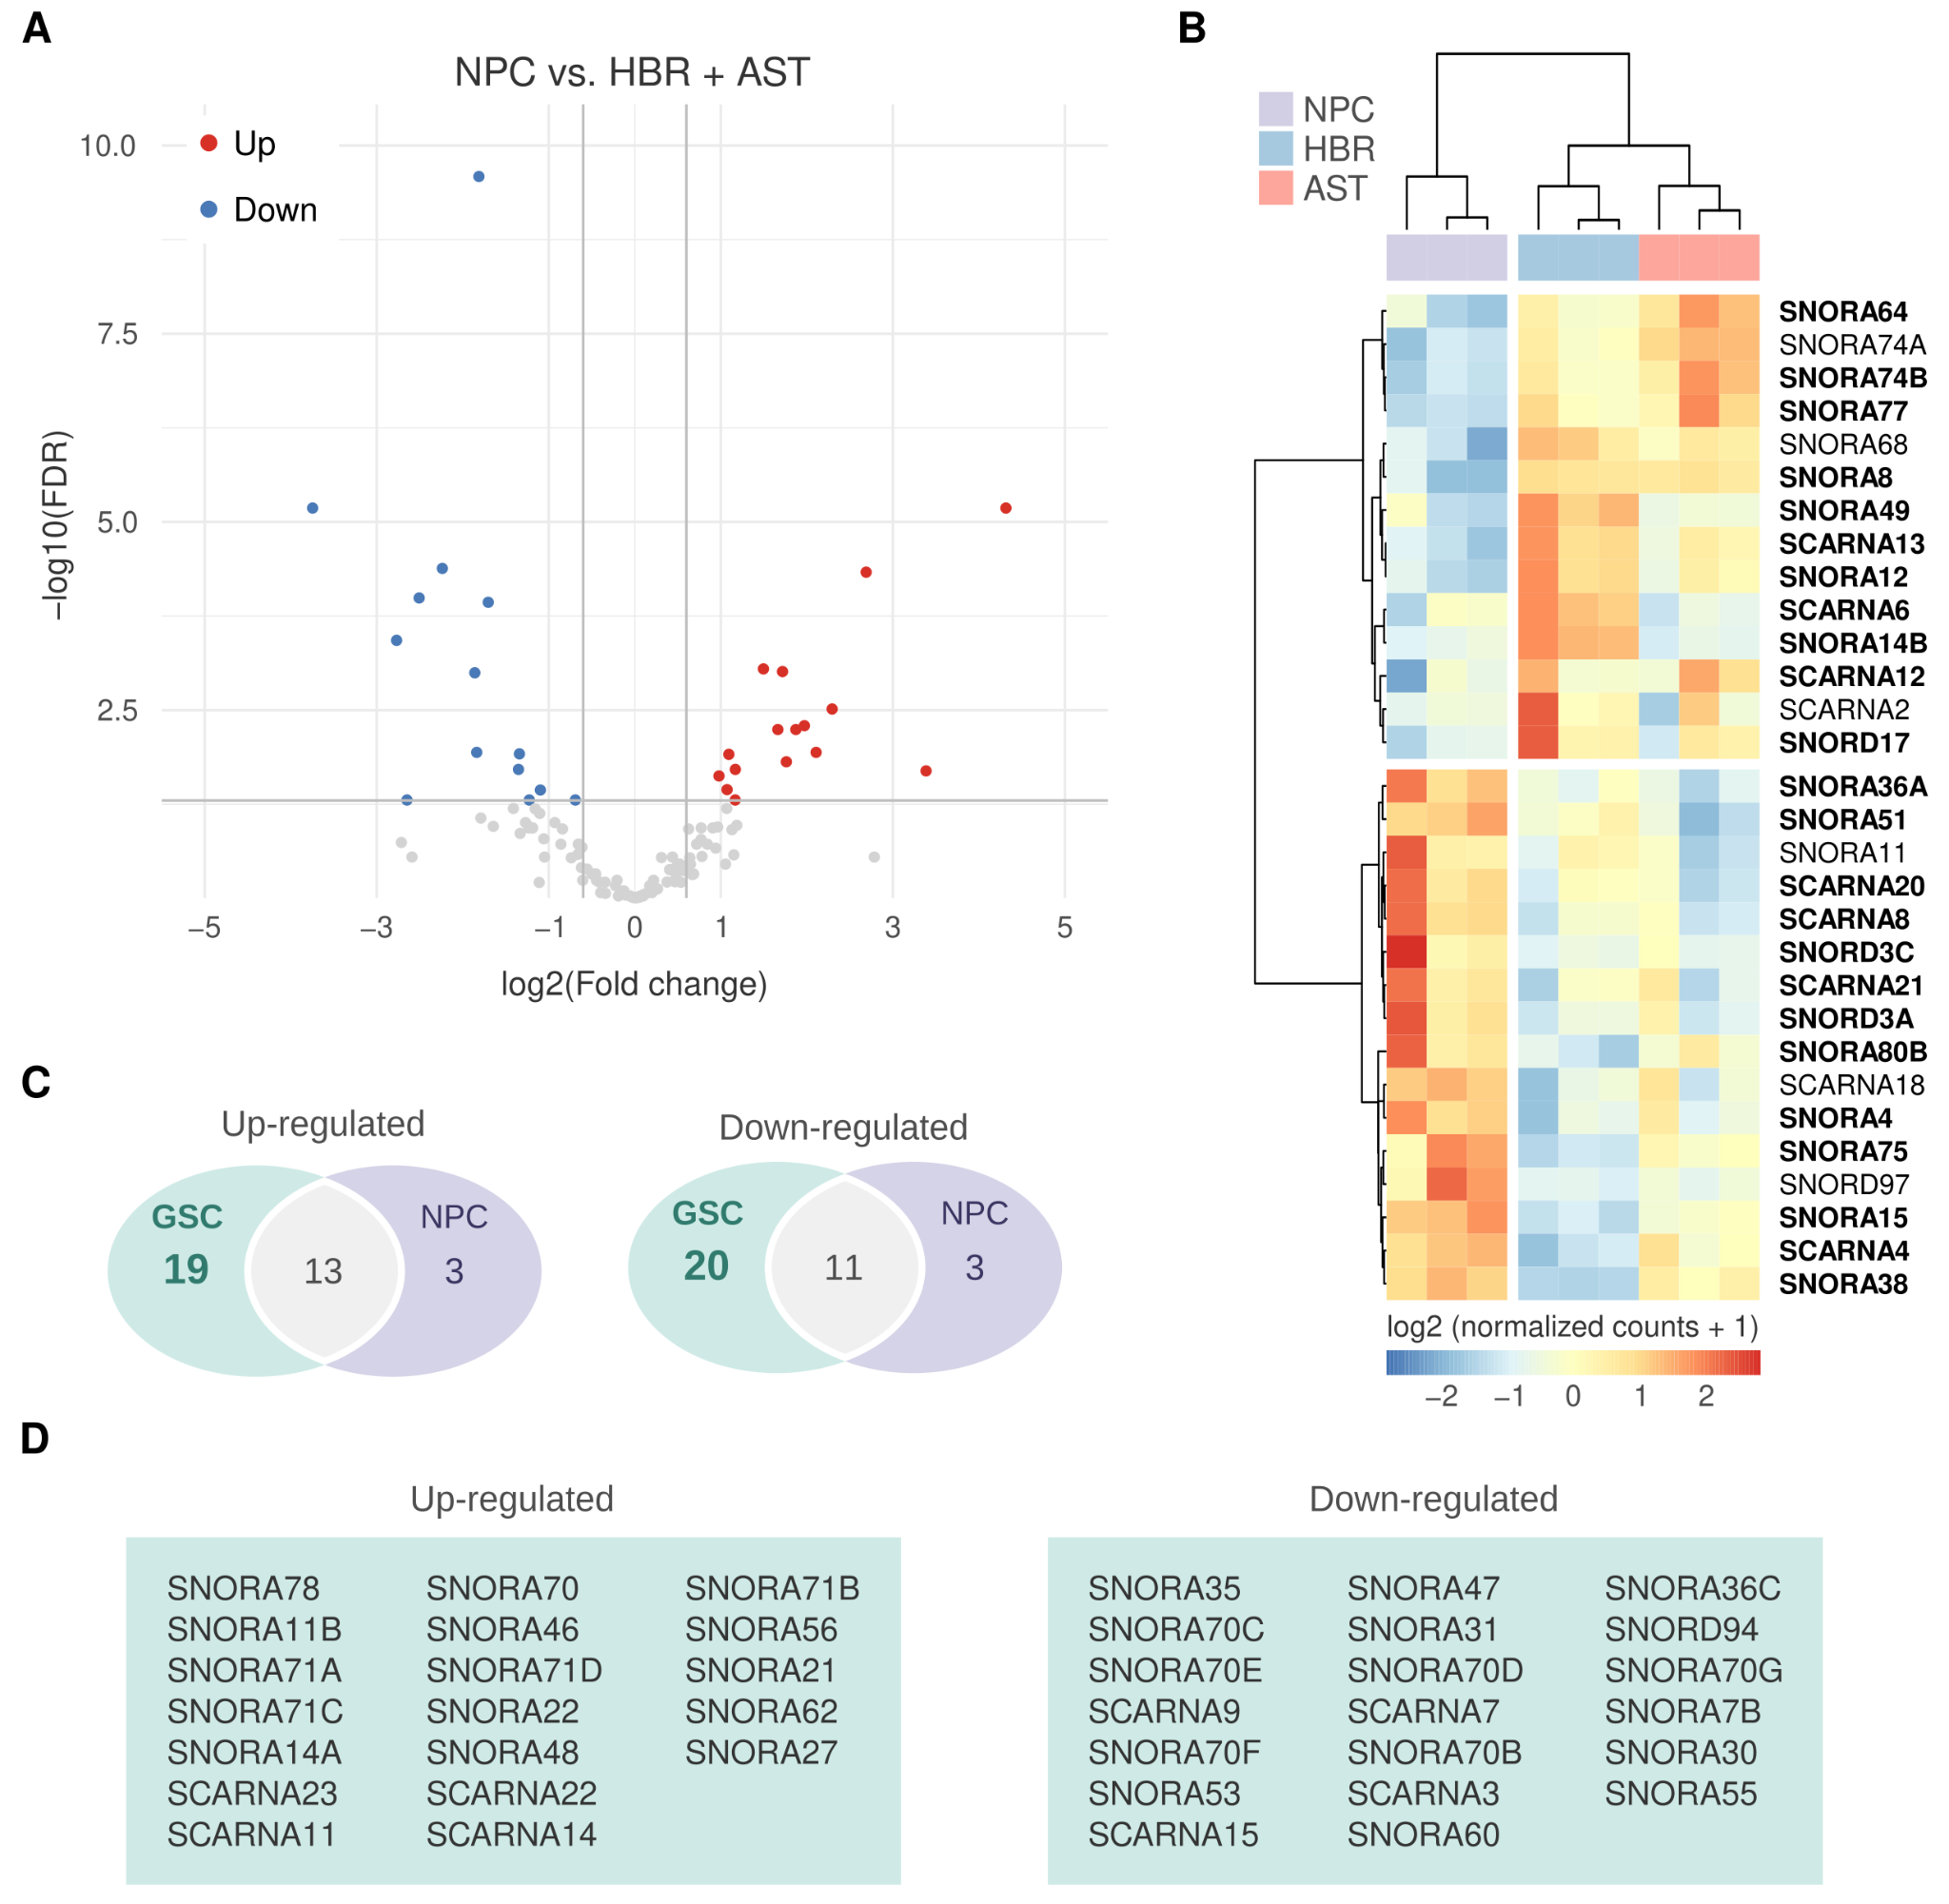 A
NPC vs. HBR + AST
Up
Down
10.0
7.5
5.0
2.5
−log10(FDR)
−5
−3
−1
0
1
3
5
log2(Fold change)
B
NPC
HBR
AST
SNORA64
SNORA74A
SNORA74B
SNORA77
SNORA68
SNORA8
SNORA49
SCARNA13
SNORA12
SCARNA6
SNORA14B
SCARNA12
SCARNA2
SNORD17
SNORA36A
SNORA51
SNORA11
SCARNA20
SCARNA8
SNORD3C
SCARNA21
SNORD3A
SNORA80B
SCARNA18
SNORA4
SNORA75
SNORD97
SNORA15
SCARNA4
SNORA38
log2 (normalized counts + 1)
−2 −1 0 1 2
C
Up-regulated
GSC
19
13
NPC
3
Down-regulated
GSC
20
11
NPC
3
D
Up-regulated
SNORA78 SNORA70 SNORA71B
SNORA11B SNORA46 SNORA56
SNORA71A SNORA71D SNORA21
SNORA71C SNORA22 SNORA62
SNORA14A SNORA48 SNORA27
SCARNA23 SCARNA22
SCARNA11 SCARNA14
Down-regulated
SNORA35 SNORA47 SNORA36C
SNORA70C SNORA31 SNORD94
SNORA70E SNORA70D SNORA70G
SCARNA9 SCARNA7 SNORA7B
SNORA70F SNORA70B SNORA30
SNORA53 SCARNA3 SNORA55
SCARNA15 SNORA60